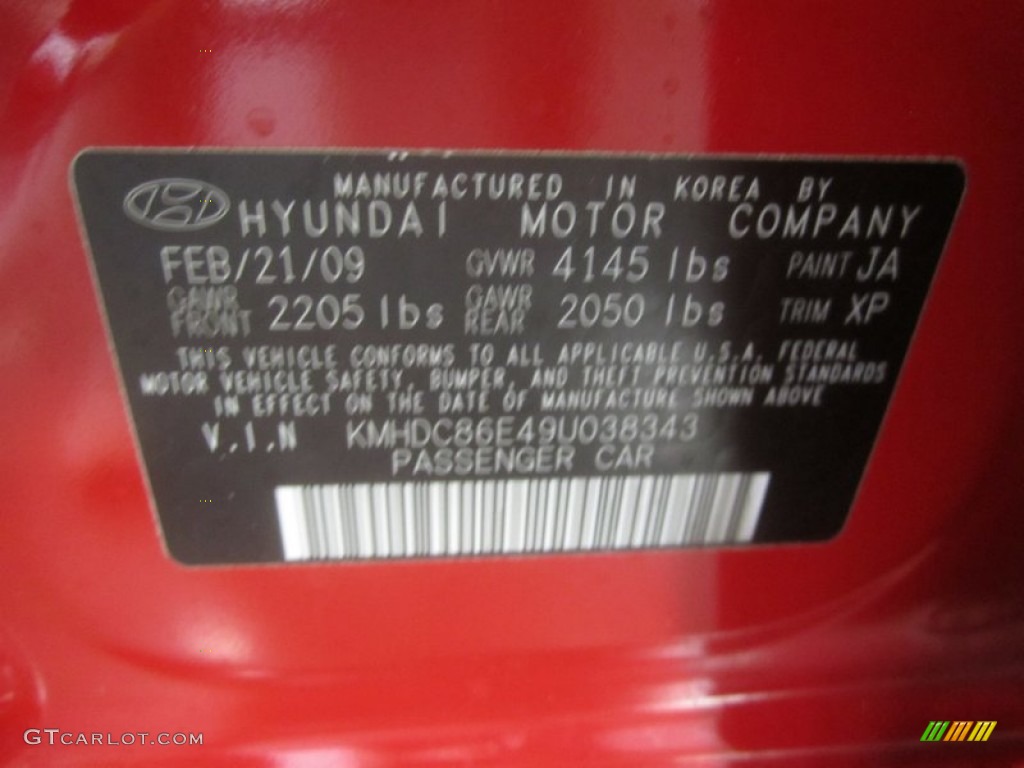 MANUFACTURED IN KOREA BY
HYUNDAI MOTOR COMPANY
FEB/21/09 GVWR 4145 lbs PAINT JA
GAWR FRONT 2205 lbs GAWR REAR 2050 lbs TRIM XP
THIS VEHICLE CONFORMS TO ALL APPLICABLE U.S.A. FEDERAL
MOTOR VEHICLE SAFETY, BUMPER, AND THEFT PREVENTION STANDARDS
IN EFFECT ON THE DATE OF MANUFACTURE SHOWN ABOVE
V.I.N KMHDC86E49U038343
PASSENGER CAR
GTCARLOT.COM